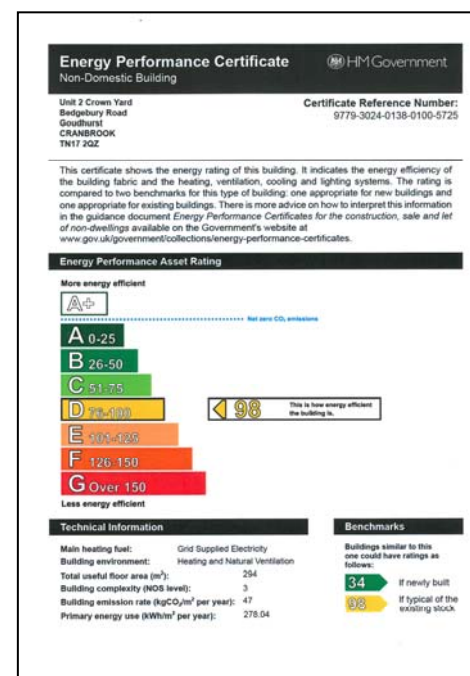 Energy Performance Certificate
HM Government
Non-Domestic Building
Unit 2 Crown Yard
Bedgebury Road
Goudhurst
CRANBROOK
TN17 2QZ
Certificate Reference Number:
9779-3024-0138-0100-5725
This certificate shows the energy rating of this building. It indicates the energy efficiency of
the building fabric and the heating, ventilation, cooling and lighting systems. The rating is
compared to two benchmarks for this type of building: one appropriate for new buildings and
one appropriate for existing buildings. There is more advice on how to interpret this information
in the guidance document Energy Performance Certificates for the construction, sale and let
of non-dwellings available on the Government's website at
www.gov.uk/government/collections/energy-performance-certificates.
Energy Performance Asset Rating
More energy efficient
A+
Net zero CO₂ emissions
A 0-25
B 26-50
C 51-75
D 76-100
98
This is how energy efficient
the building is.
E 101-125
F 126-150
G Over 150
Less energy efficient
Technical Information
Main heating fuel: Grid Supplied Electricity
Building environment: Heating and Natural Ventilation
Total useful floor area (m²): 294
Building complexity (NOS level): 3
Building emission rate (kgCO₂/m² per year): 47
Primary energy use (kWh/m² per year): 278.04
Benchmarks
Buildings similar to this
one could have ratings as
follows:
34 If newly built
98 If typical of the
existing stock